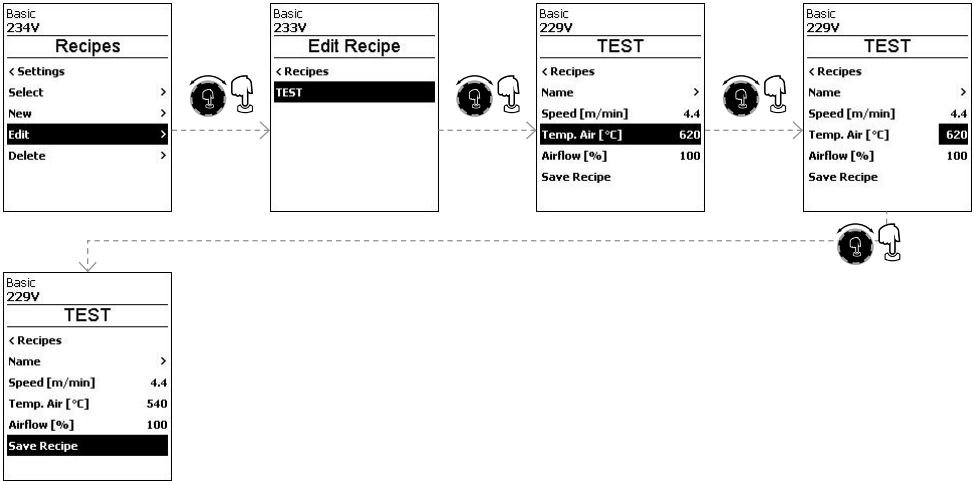 Basic
234V
Recipes
< Settings
Select >
New >
Edit >
Delete >
Basic
233V
Edit Recipe
< Recipes
TEST
Basic
229V
TEST
< Recipes
Name >
Speed [m/min] 4.4
Temp. Air [°C] 620
Airflow [%] 100
Save Recipe
Basic
229V
TEST
< Recipes
Name >
Speed [m/min] 4.4
Temp. Air [°C] 620
Airflow [%] 100
Save Recipe
Basic
229V
TEST
< Recipes
Name >
Speed [m/min] 4.4
Temp. Air [°C] 540
Airflow [%] 100
Save Recipe